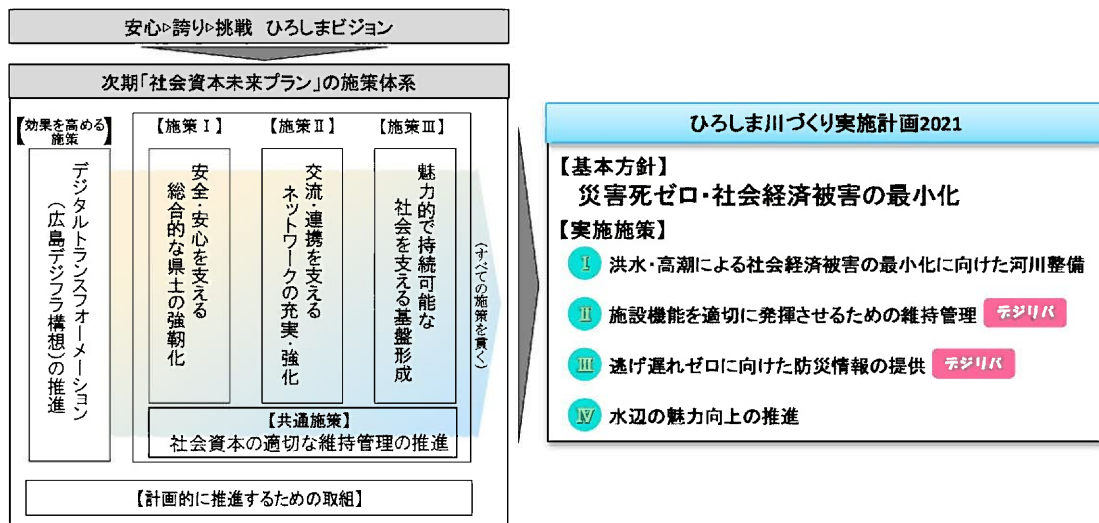 安心▷誇り▷挑戦 ひろしまビジョン
次期「社会資本未来プラン」の施策体系
【効果を高める
施策】
デジタルトランスフォーメーション
(広島デジフラ構想)の推進
【施策Ⅰ】
安全・安心を支える
総合的な県土の強靭化
【施策Ⅱ】
交流・連携を支える
ネットワークの充実・強化
【施策Ⅲ】
魅力的で持続可能な
社会を支える基盤形成
(すべての施策を貫く)
【共通施策】
社会資本の適切な維持管理の推進
【計画的に推進するための取組】
ひろしま川づくり実施計画2021
【基本方針】
災害死ゼロ・社会経済被害の最小化
【実施施策】
Ⅰ 洪水・高潮による社会経済被害の最小化に向けた河川整備
Ⅱ 施設機能を適切に発揮させるための維持管理 デジリバ
Ⅲ 逃げ遅れゼロに向けた防災情報の提供 デジリバ
Ⅳ 水辺の魅力向上の推進